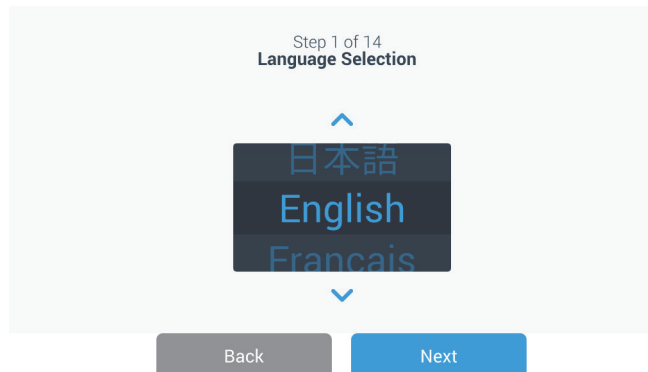 Step 1 of 14
Language Selection
日本語
English
Francais
Back
Next